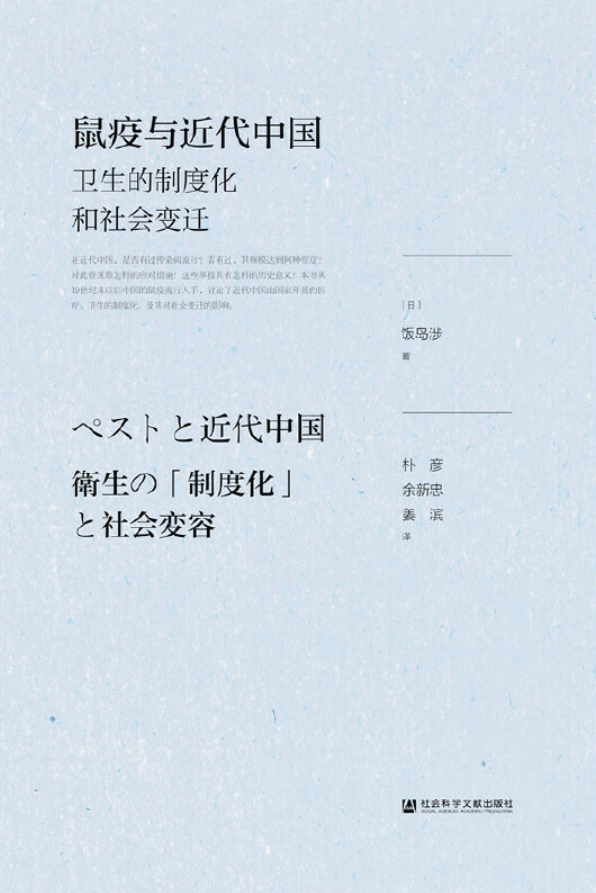 鼠疫与近代中国
卫生的制度化
和社会变迁
在近代中国，是否有过传染病流行？若有过，其规模达到何种程度？
对此曾采取怎样的应对措施？这些举措具有怎样的历史意义？本书从
19世纪末以后中国的鼠疫流行入手，讨论了近代中国由国家开展的医
疗、卫生的制度化，及其对社会变迁的影响。
［日］
饭岛涉
著
ペストと近代中国
衛生の「制度化」
と社会変容
朴 彦
余新忠
姜 滨
译
社会科学文献出版社
SOCIAL SCIENCES ACADEMIC PRESS(CHINA)